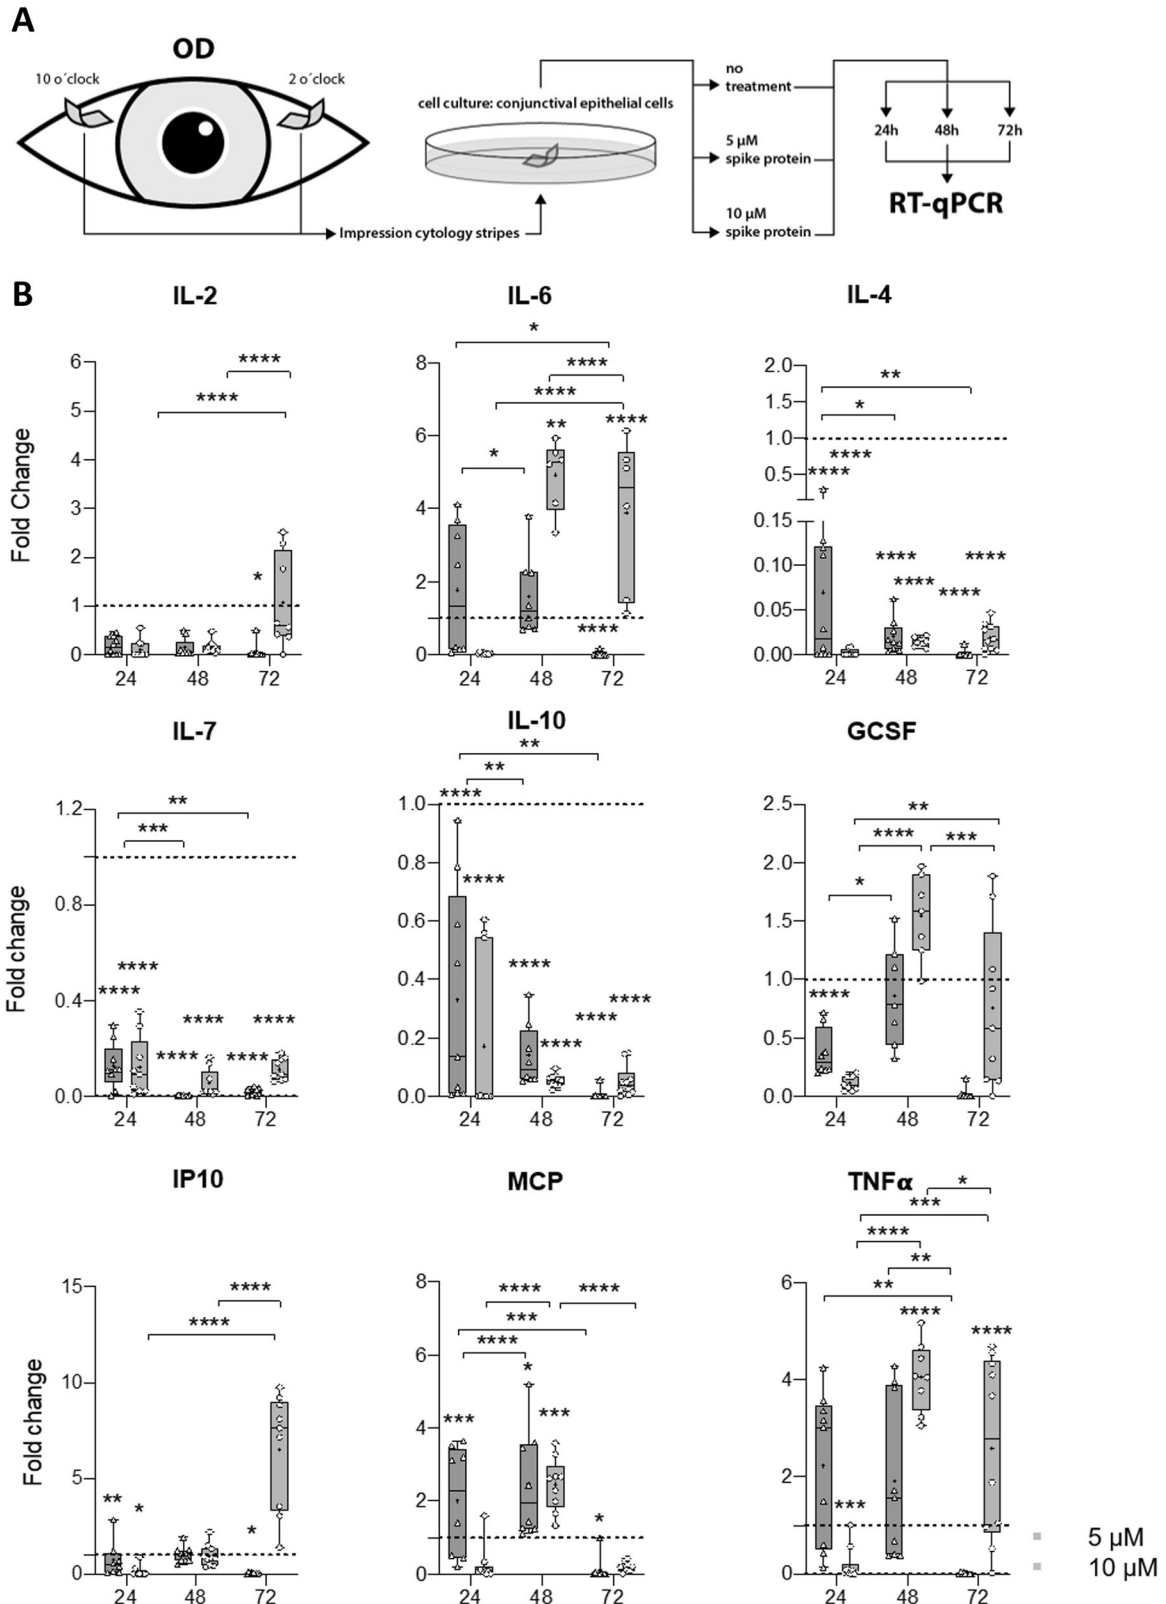 A
OD
10 o´clock
2 o´clock
cell culture: conjunctival epithelial cells
no
treatment
5 µM
spike protein
10 µM
spike protein
24h 48h 72h
RT-qPCR
Impression cytology stripes
B
IL-2
Fold Change
6
5
4
3
2
1
0
24 48 72
****
****
*
IL-6
8
6
4
2
0
24 48 72
*
****
****
**
****
*
****
IL-4
2.0
1.5
1.0
0.5
0.15
0.10
0.05
0.00
24 48 72
**
*
****
****
****
****
****
****
IL-7
Fold change
1.2
0.8
0.4
0.0
24 48 72
**
***
****
****
****
****
****
****
IL-10
1.0
0.8
0.6
0.4
0.2
0.0
24 48 72
**
**
****
****
****
****
****
****
GCSF
2.5
2.0
1.5
1.0
0.5
0.0
24 48 72
**
****
***
*
****
IP10
Fold change
15
10
5
0
24 48 72
****
****
**
*
*
MCP
8
6
4
2
0
24 48 72
****
****
***
****
*
***
***
*
TNFα
6
4
2
0
24 48 72
*
***
****
**
**
****
****
***
5 µM
10 µM